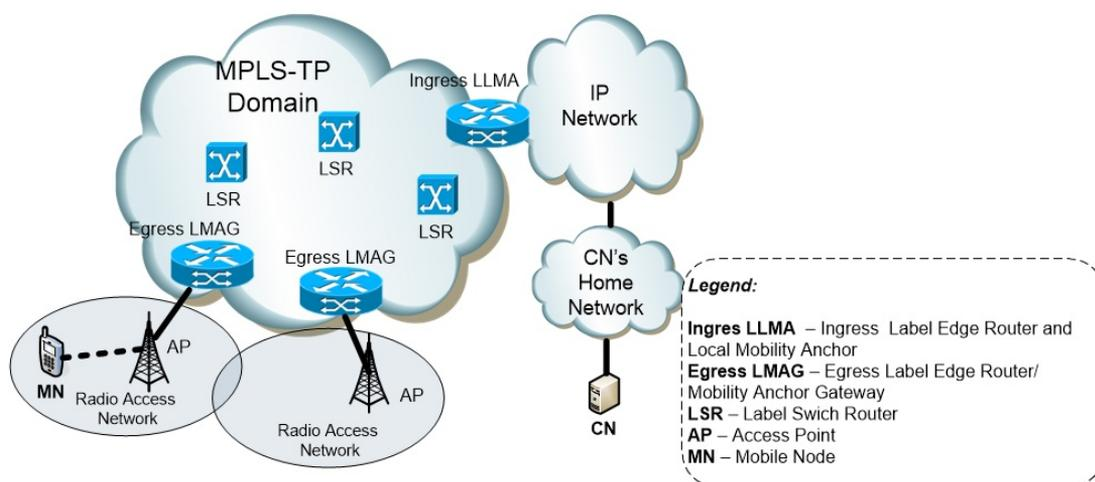 MPLS-TP
Domain
Ingress LLMA
IP
Network
LSR
LSR
LSR
Egress LMAG
Egress LMAG
CN's
Home
Network
AP
MN
Radio Access
Network
AP
Radio Access
Network
CN
Legend:
Ingres LLMA – Ingress Label Edge Router and
Local Mobility Anchor
Egress LMAG – Egress Label Edge Router/
Mobility Anchor Gateway
LSR – Label Swich Router
AP – Access Point
MN – Mobile Node